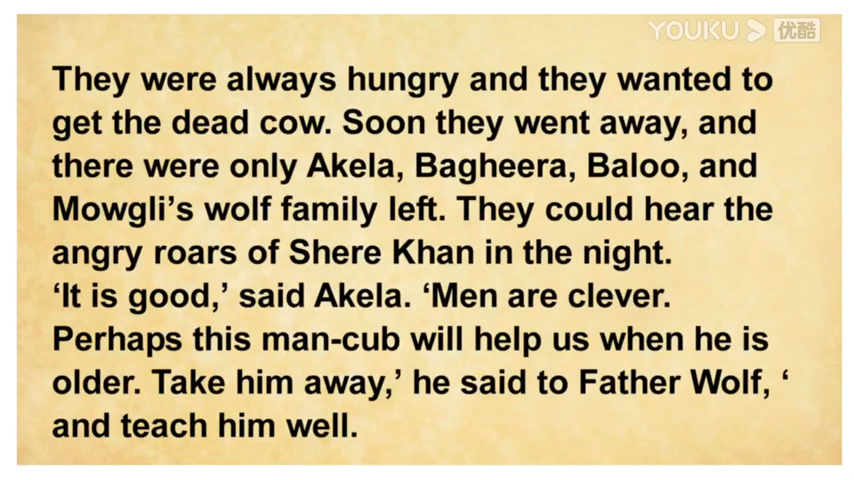 YOUKU 优酷
They were always hungry and they wanted to
get the dead cow. Soon they went away, and
there were only Akela, Bagheera, Baloo, and
Mowgli’s wolf family left. They could hear the
angry roars of Shere Khan in the night.
‘It is good,’ said Akela. ‘Men are clever.
Perhaps this man-cub will help us when he is
older. Take him away,’ he said to Father Wolf, ‘
and teach him well.